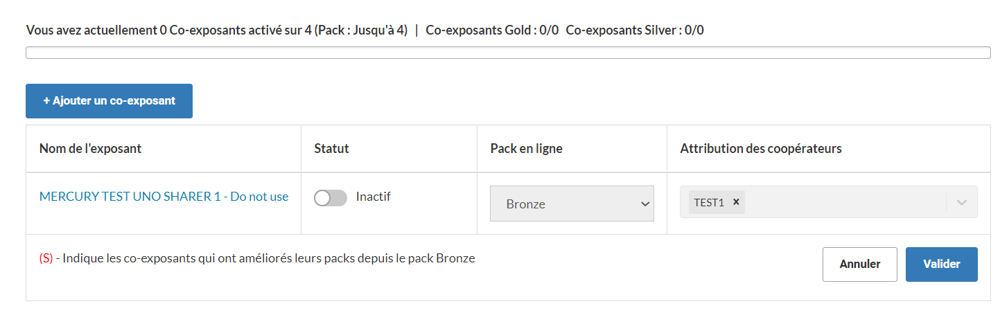 Vous avez actuellement 0 Co-exposants activé sur 4 (Pack : Jusqu'à 4) | Co-exposants Gold : 0/0 Co-exposants Silver : 0/0
+ Ajouter un co-exposant
Nom de l'exposant Statut Pack en ligne Attribution des coopérateurs
MERCURY TEST UNO SHARER 1 - Do not use Inactif Bronze TEST1 ×
(S) - Indique les co-exposants qui ont améliorés leurs packs depuis le pack Bronze Annuler Valider